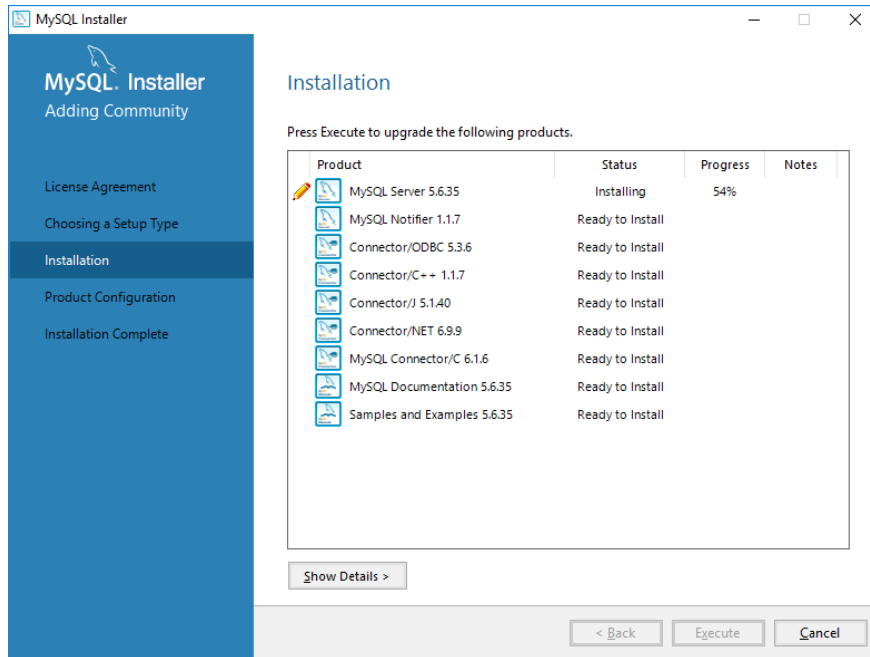 MySQL Installer
MySQL. Installer
Adding Community
License Agreement
Choosing a Setup Type
Installation
Product Configuration
Installation Complete
Installation
Press Execute to upgrade the following products.
Product Status Progress Notes
MySQL Server 5.6.35 Installing 54%
MySQL Notifier 1.1.7 Ready to Install
Connector/ODBC 5.3.6 Ready to Install
Connector/C++ 1.1.7 Ready to Install
Connector/J 5.1.40 Ready to Install
Connector/NET 6.9.9 Ready to Install
MySQL Connector/C 6.1.6 Ready to Install
MySQL Documentation 5.6.35 Ready to Install
Samples and Examples 5.6.35 Ready to Install
Show Details >
< Back Execute Cancel